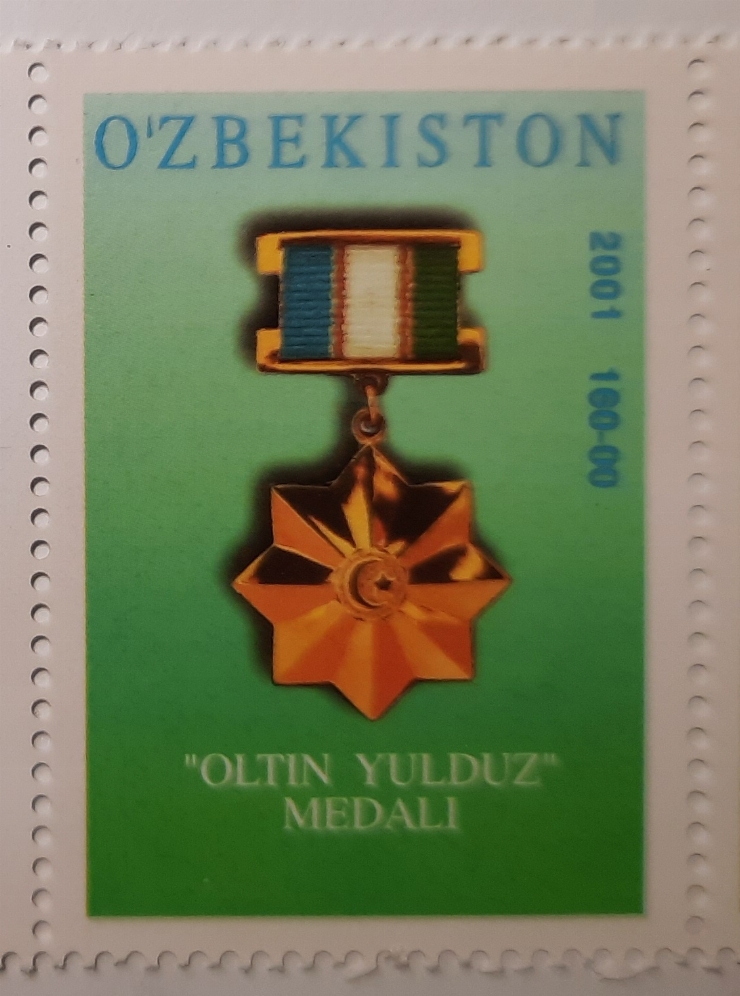 O'ZBEKISTON
2001 160-00
"OLTIN YULDUZ"
MEDALI